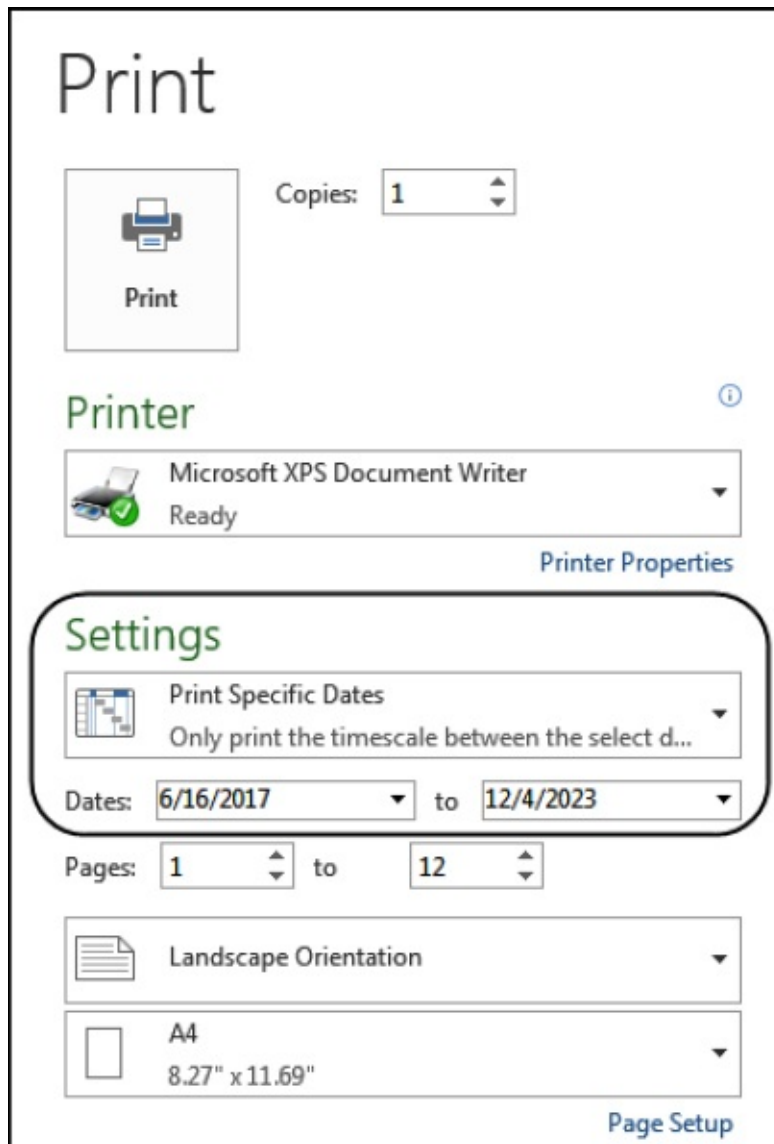 Print
Copies: 1
Print
Printer
Microsoft XPS Document Writer
Ready
Printer Properties
Settings
Print Specific Dates
Only print the timescale between the select d...
Dates: 6/16/2017 to 12/4/2023
Pages: 1 to 12
Landscape Orientation
A4
8.27" x 11.69"
Page Setup